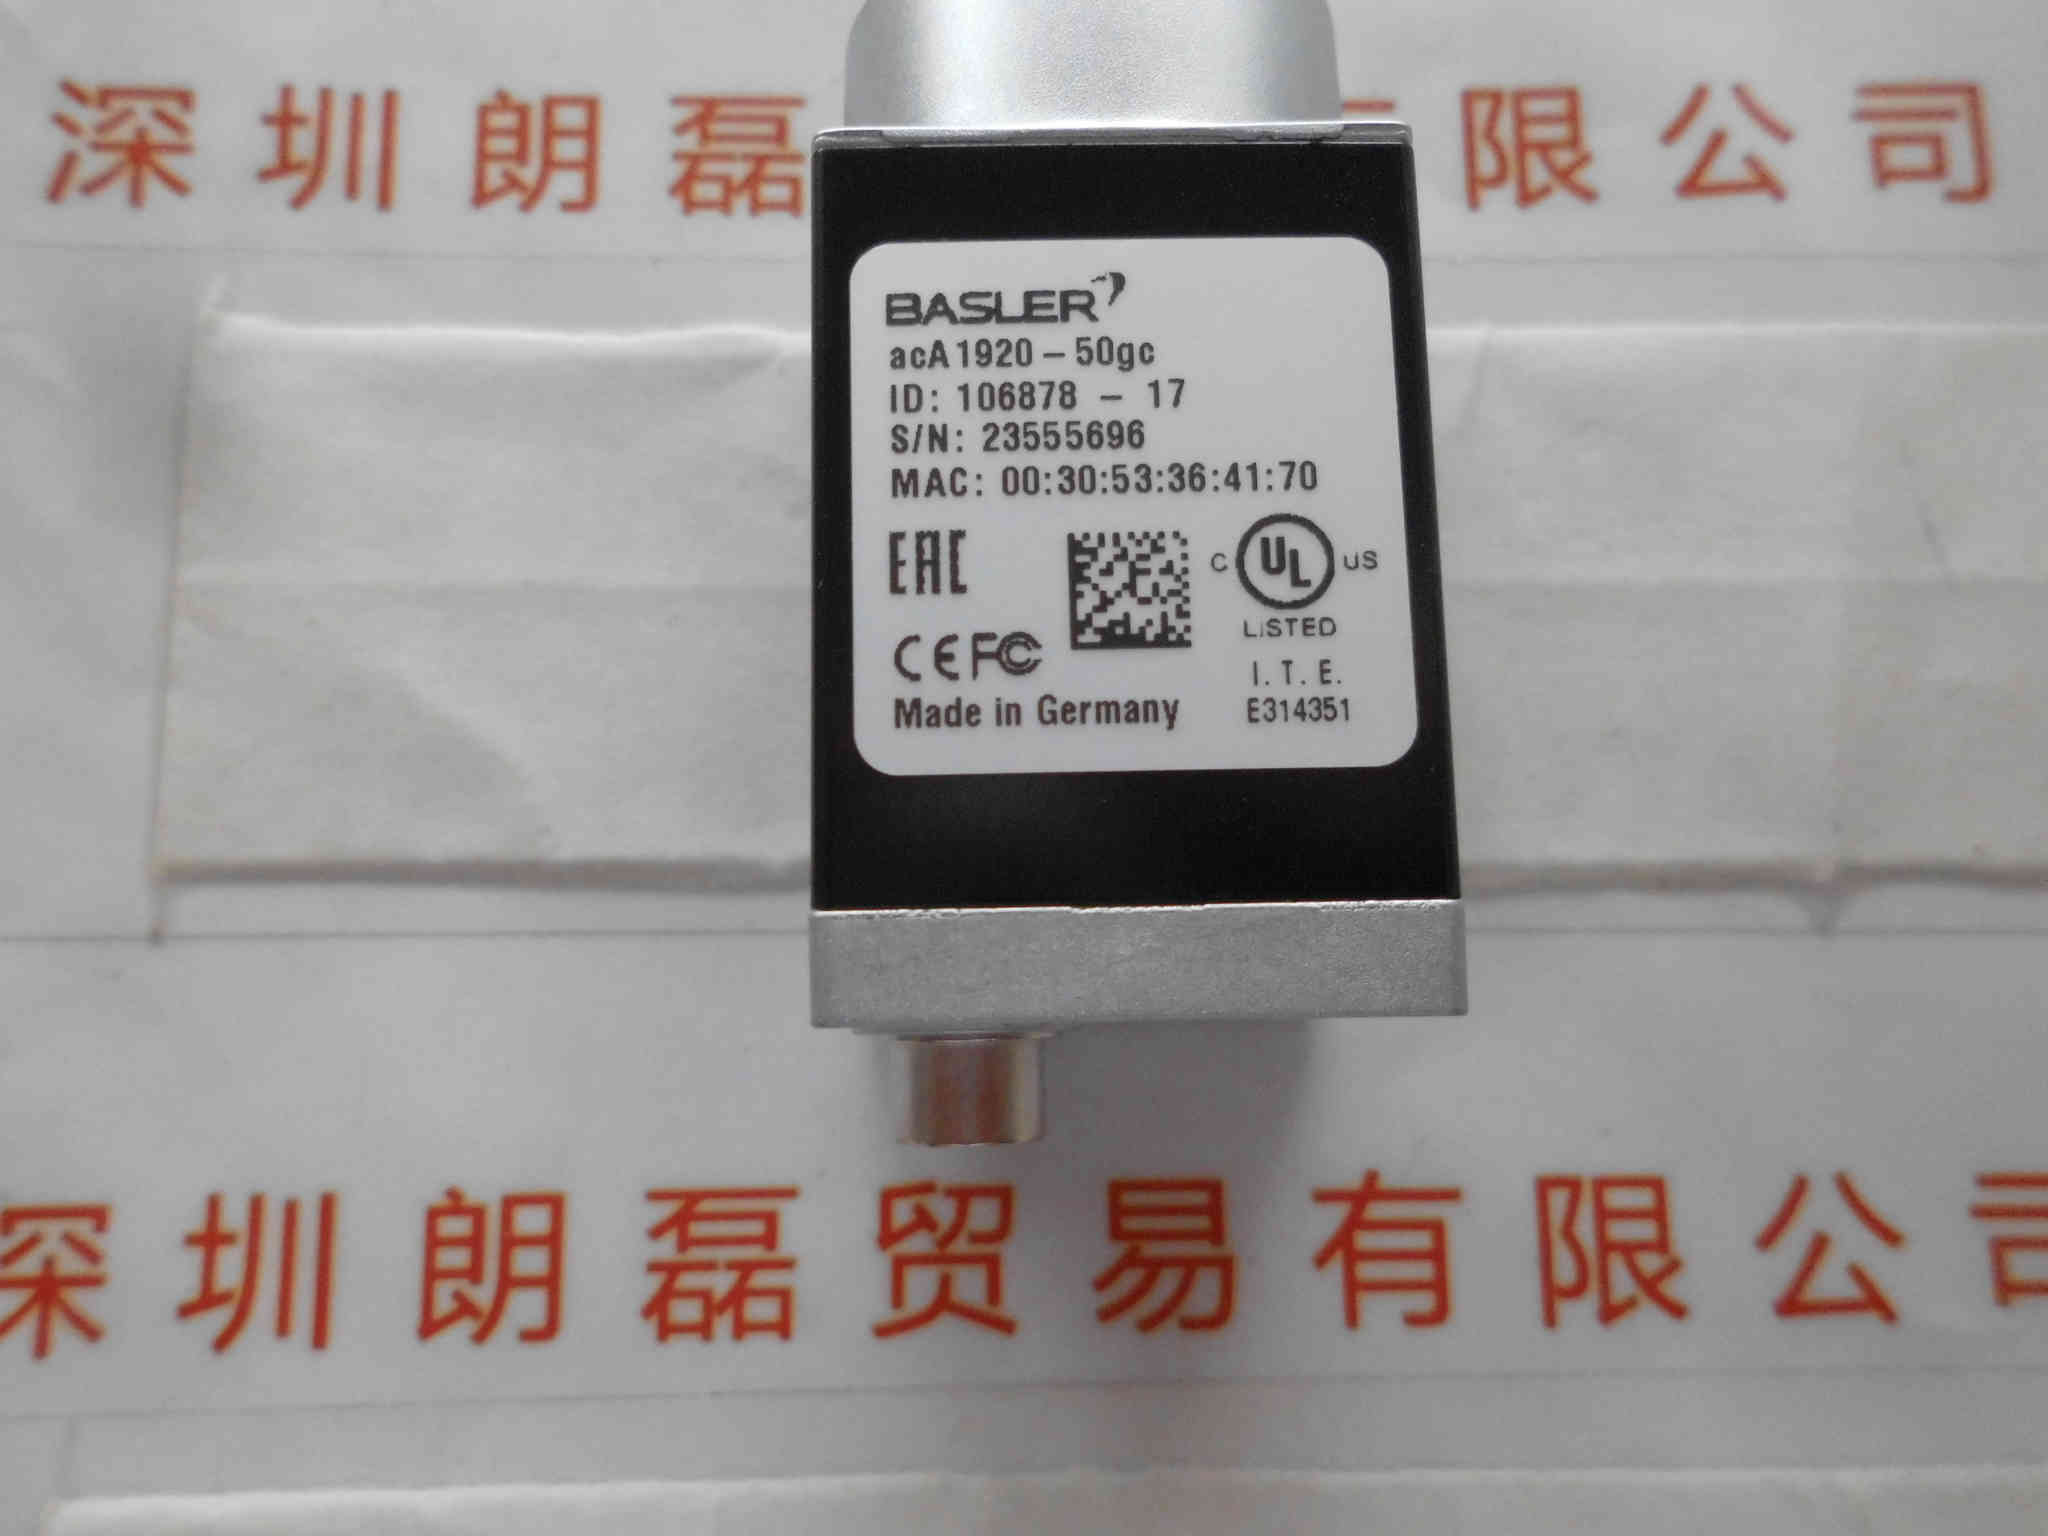 深圳朗磊 有限公司
BASLER
acA1920-50gc
ID: 106878 - 17
S/N: 23555696
MAC: 00:30:53:36:41:70
EAC
C UL US
LISTED
CE FC
I. T. E.
Made in Germany
E314351
深圳朗磊贸易有限公司